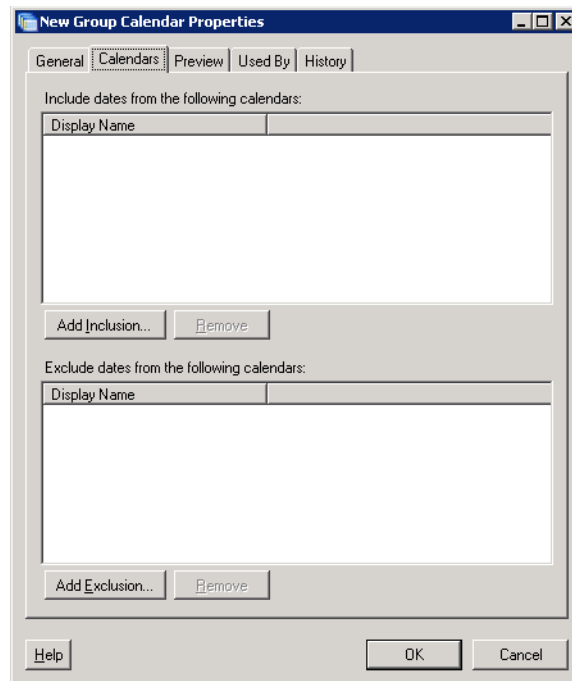 New Group Calendar Properties
General Calendars Preview Used By History
Include dates from the following calendars:
Display Name
Add Inclusion... Remove
Exclude dates from the following calendars:
Display Name
Add Exclusion... Remove
Help OK Cancel